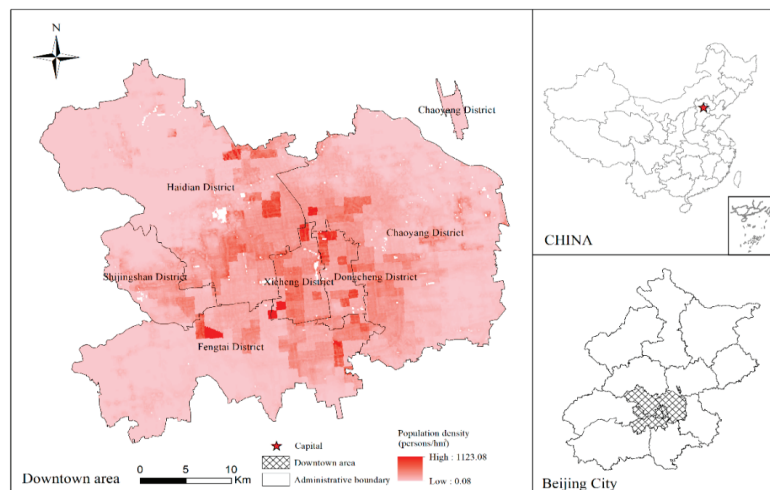 N
Chaoyang District
Haidian District
Chaoyang District
Shijingshan District
Xicheng District
Dongcheng District
Fengtai District
Population density
(persons/hm²)
High : 1123.08
Low : 0.08
Capital
Downtown area
Administrative boundary
Downtown area
0 5 10
Km
CHINA
Beijing City